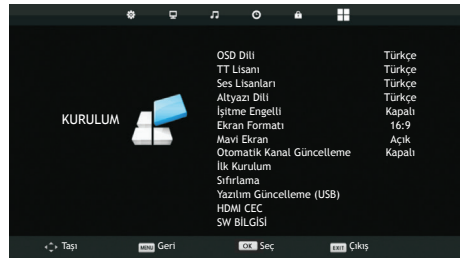 KURULUM
OSD Dili Türkçe
TT Lisanı Türkçe
Ses Lisanları Türkçe
Altyazı Dili Türkçe
İşitme Engelli Kapalı
Ekran Formatı 16:9
Mavi Ekran Açık
Otomatik Kanal Güncelleme Kapalı
İlk Kurulum
Sıfırlama
Yazılım Güncelleme (USB)
HDMI CEC
SW BİLGİSİ
Taşı MENU Geri OK Seç EXIT Çıkış